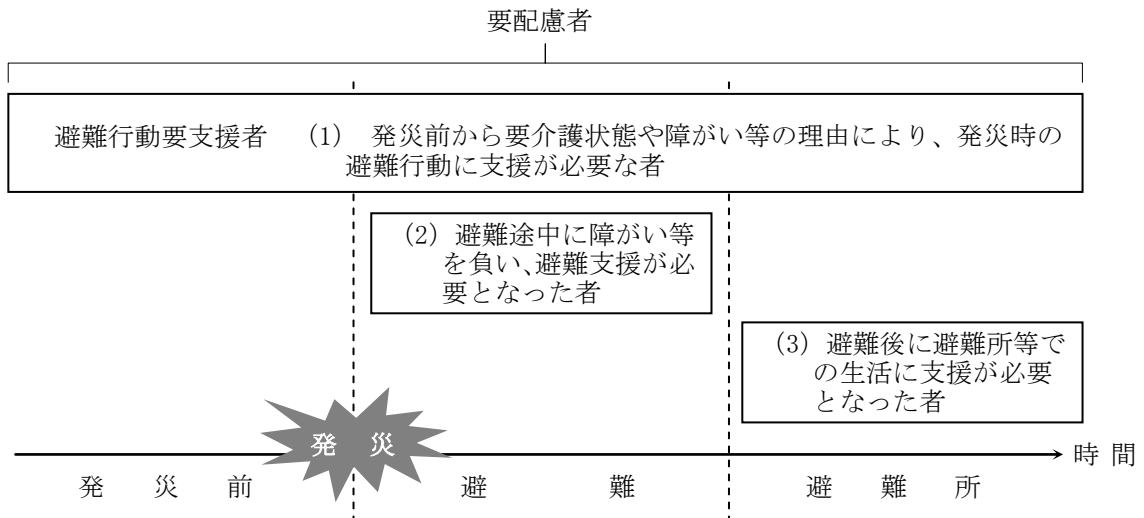 要配慮者
避難行動要支援者 (1) 発災前から要介護状態や障がい等の理由により、発災時の
避難行動に支援が必要な者
(2) 避難途中に障がい等
を負い、避難支援が必
要となった者
(3) 避難後に避難所等で
の生活に支援が必要
となった者
発 災
時 間
発 災 前 避 難 避 難 所